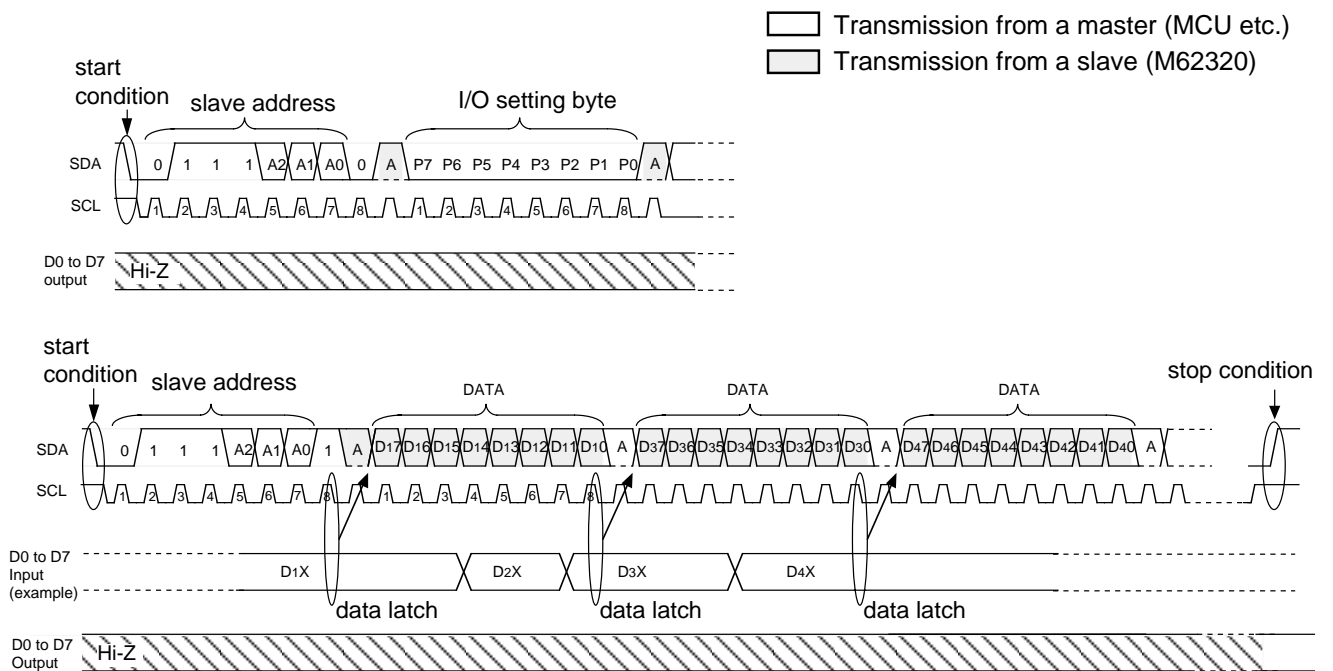 Transmission from a master (MCU etc.)
Transmission from a slave (M62320)
start
condition
slave address
I/O setting byte
SDA 0 1 1 1 A2 A1 A0 0 A P7 P6 P5 P4 P3 P2 P1 P0 A
SCL 1 2 3 4 5 6 7 8 1 2 3 4 5 6 7 8
D0 to D7
output
Hi-Z
start
condition
slave address
DATA
DATA
DATA
stop condition
SDA 0 1 1 1 A2 A1 A0 1 A D17 D16 D15 D14 D13 D12 D11 D10 A D37 D36 D35 D34 D33 D32 D31 D30 A D47 D46 D45 D44 D43 D42 D41 D40 A
SCL 1 2 3 4 5 6 7 8 1 2 3 4 5 6 7 8
D0 to D7
Input
(example)
D1X D2X D3X D4X
data latch data latch data latch
D0 to D7
Output
Hi-Z